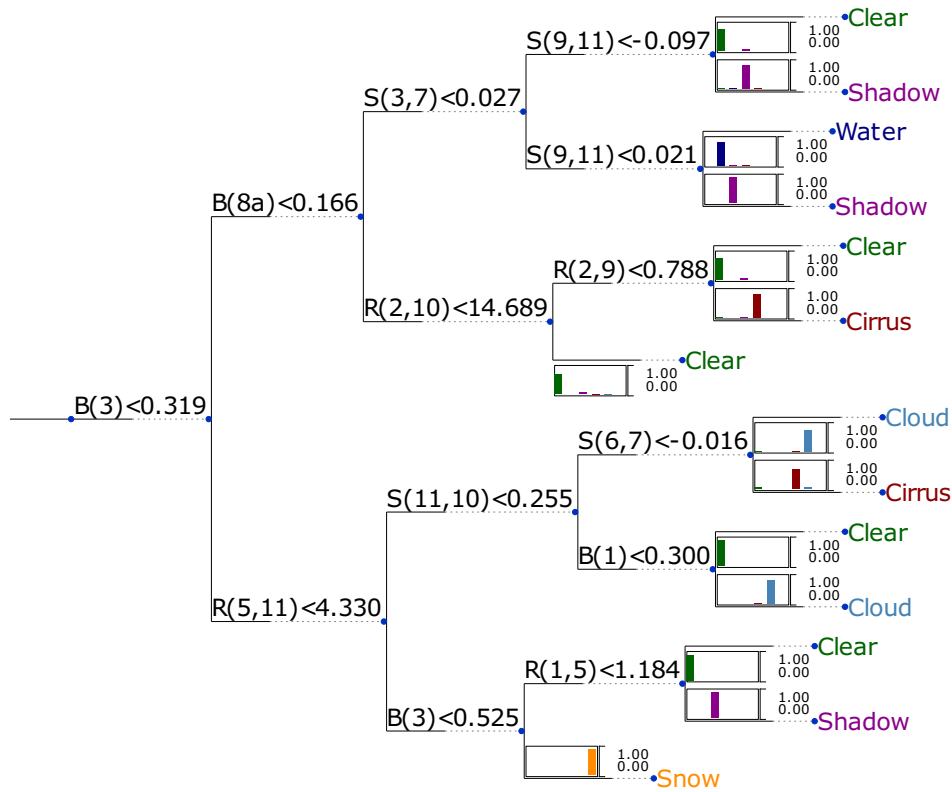 Clear
1.00
0.00
S(9,11)<-0.097
1.00
0.00
Shadow
S(3,7)<0.027
Water
1.00
0.00
S(9,11)<0.021
1.00
0.00
Shadow
B(8a)<0.166
Clear
1.00
0.00
R(2,9)<0.788
1.00
0.00
Cirrus
R(2,10)<14.689
Clear
1.00
0.00
B(3)<0.319
Cloud
1.00
0.00
S(6,7)<-0.016
1.00
0.00
Cirrus
S(11,10)<0.255
Clear
1.00
0.00
B(1)<0.300
1.00
0.00
Cloud
R(5,11)<4.330
Clear
1.00
0.00
R(1,5)<1.184
1.00
0.00
Shadow
B(3)<0.525
1.00
0.00
Snow